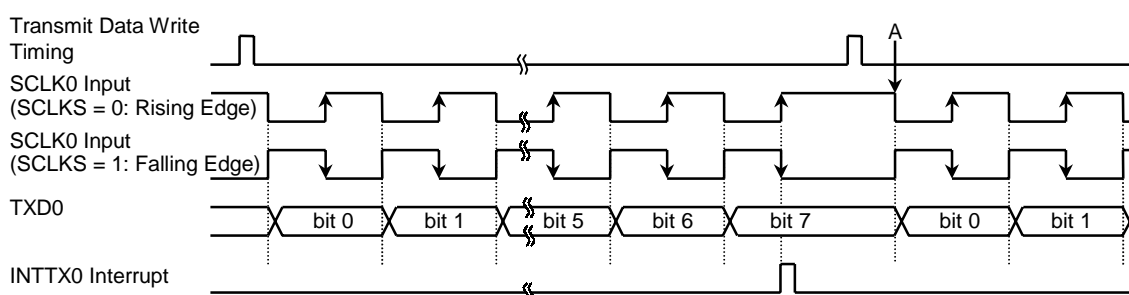 Transmit Data Write
Timing
A
SCLK0 Input
(SCLKS = 0: Rising Edge)
SCLK0 Input
(SCLKS = 1: Falling Edge)
TXD0
bit 0 bit 1 bit 5 bit 6 bit 7 bit 0 bit 1
INTTX0 Interrupt